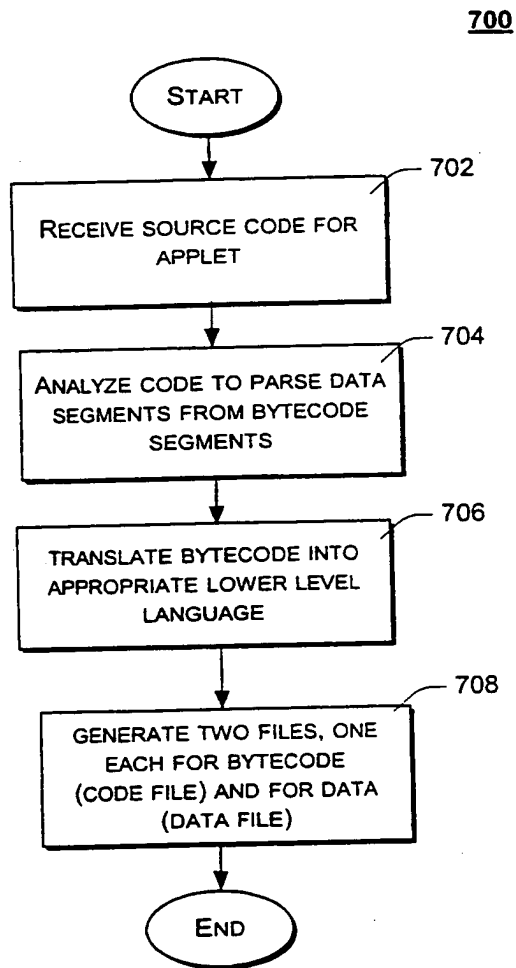 700
START
702
RECEIVE SOURCE CODE FOR
APPLET
704
ANALYZE CODE TO PARSE DATA
SEGMENTS FROM BYTECODE
SEGMENTS
706
TRANSLATE BYTECODE INTO
APPROPRIATE LOWER LEVEL
LANGUAGE
708
GENERATE TWO FILES, ONE
EACH FOR BYTECODE
(CODE FILE) AND FOR DATA
(DATA FILE)
END